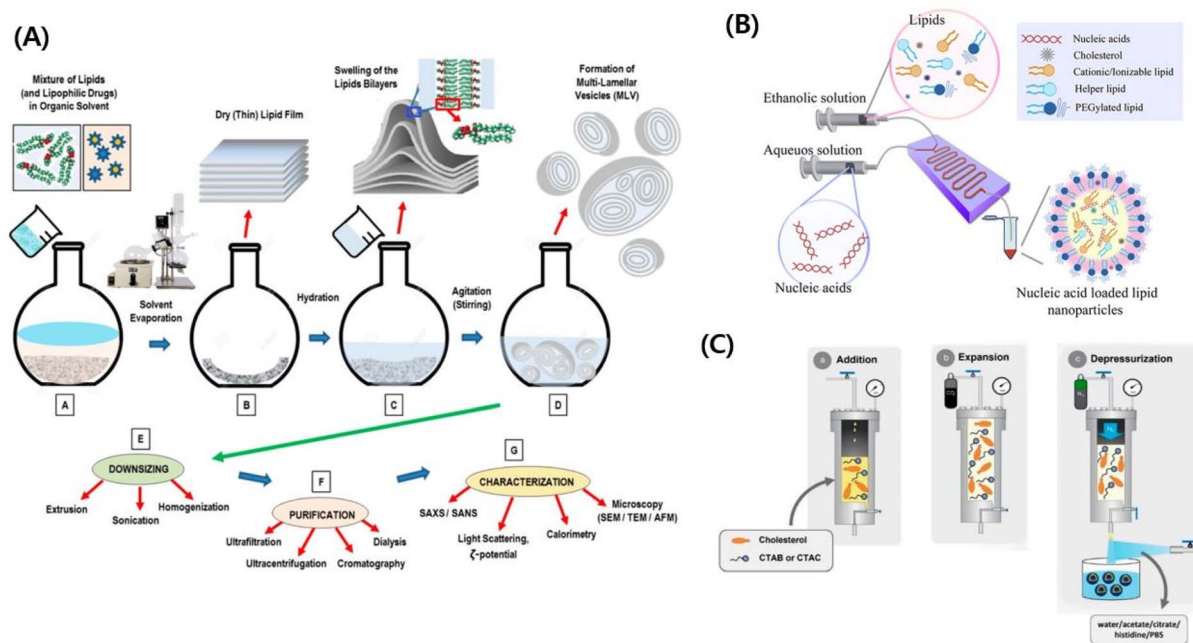 (A)
Mixture of Lipids
(and Lipophilic Drugs)
in Organic Solvent
Dry (Thin) Lipid Film
Swelling of the
Lipids Bilayers
Formation of
Multi-Lamellar
Vesicles (MLV)
Solvent
Evaporation
Hydration
Agitation
(Stirring)
A
B
C
D
E
DOWNSIZING
Extrusion
Sonication
Homogenization
F
PURIFICATION
Ultrafiltration
Ultracentrifugation
Cromatography
Dialysis
G
CHARACTERIZATION
SAXS / SANS
Light Scattering,
ζ-potential
Calorimetry
Microscopy
(SEM / TEM / AFM)
(B)
Lipids
Ethanolic solution
Aqueuos solution
Nucleic acids
Nucleic acids
Cholesterol
Cationic/Ionizable lipid
Helper lipid
PEGylated lipid
Nucleic acid loaded lipid
nanoparticles
(C)
a Addition
Cholesterol
CTAB or CTAC
b Expansion
CO₂
c Depressurization
N₂
N₂
water/acetate/citrate/
histidine/PBS